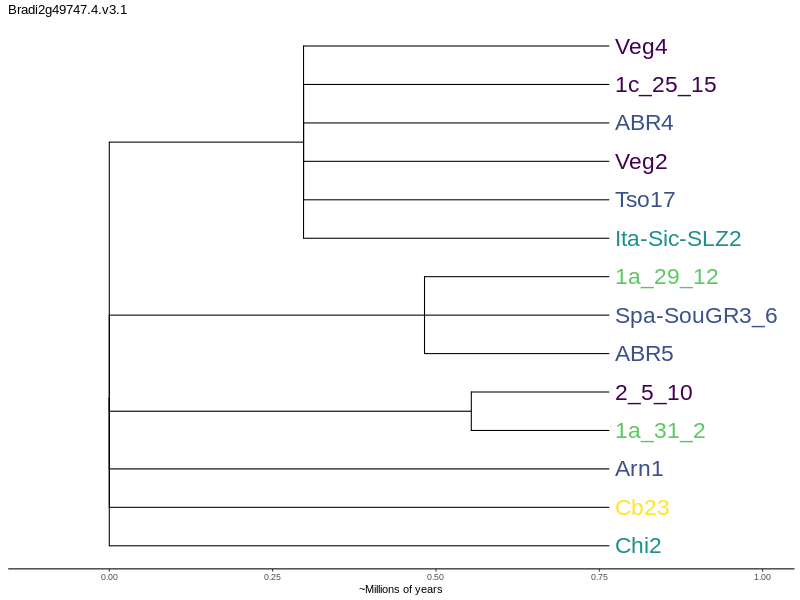 Bradi2g49747.4.v3.1
Veg4
1c_25_15
ABR4
Veg2
Tso17
Ita-Sic-SLZ2
1a_29_12
Spa-SouGR3_6
ABR5
2_5_10
1a_31_2
Arn1
Cb23
Chi2
0.00 0.25 0.50 0.75 1.00
~Millions of years